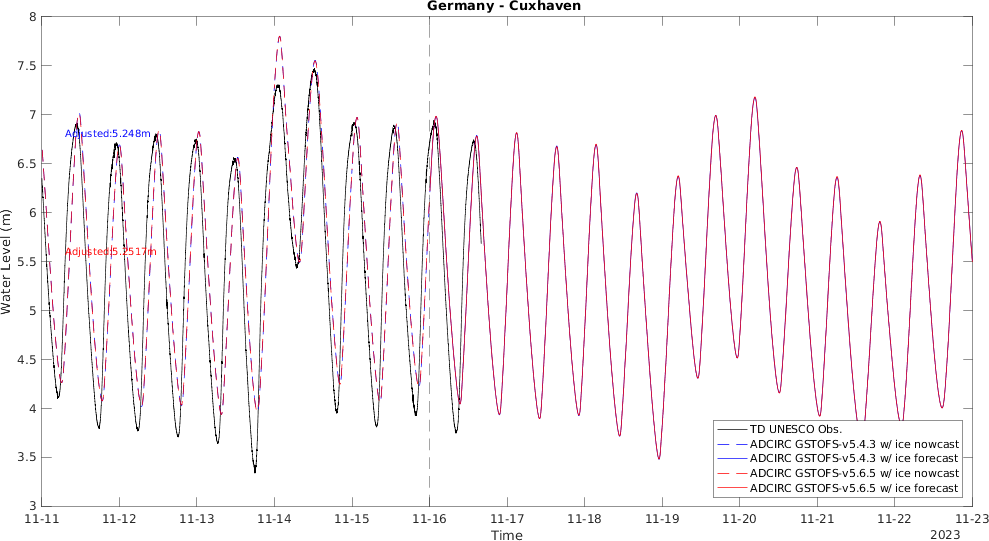 Germany - Cuxhaven
8
7.5
7
6.5
6
5.5
5
4.5
4
3.5
3
Water Level (m)
Adjusted:5.248m
Adjusted:5.2517m
TD UNESCO Obs.
ADCIRC GSTOFS-v5.4.3 w/ ice nowcast
ADCIRC GSTOFS-v5.4.3 w/ ice forecast
ADCIRC GSTOFS-v5.6.5 w/ ice nowcast
ADCIRC GSTOFS-v5.6.5 w/ ice forecast
11-11 11-12 11-13 11-14 11-15 11-16 11-17 11-18 11-19 11-20 11-21 11-22 11-23
Time
2023